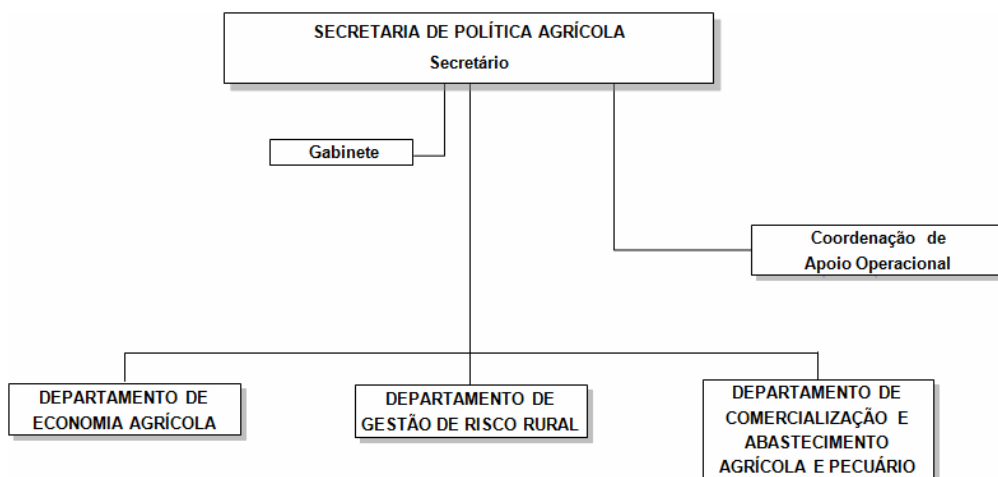 SECRETARIA DE POLÍTICA AGRÍCOLA
Secretário
Gabinete
Coordenação de
Apoio Operacional
DEPARTAMENTO DE
ECONOMIA AGRÍCOLA
DEPARTAMENTO DE
GESTÃO DE RISCO RURAL
DEPARTAMENTO DE
COMERCIALIZAÇÃO E
ABASTECIMENTO
AGRÍCOLA E PECUÁRIO